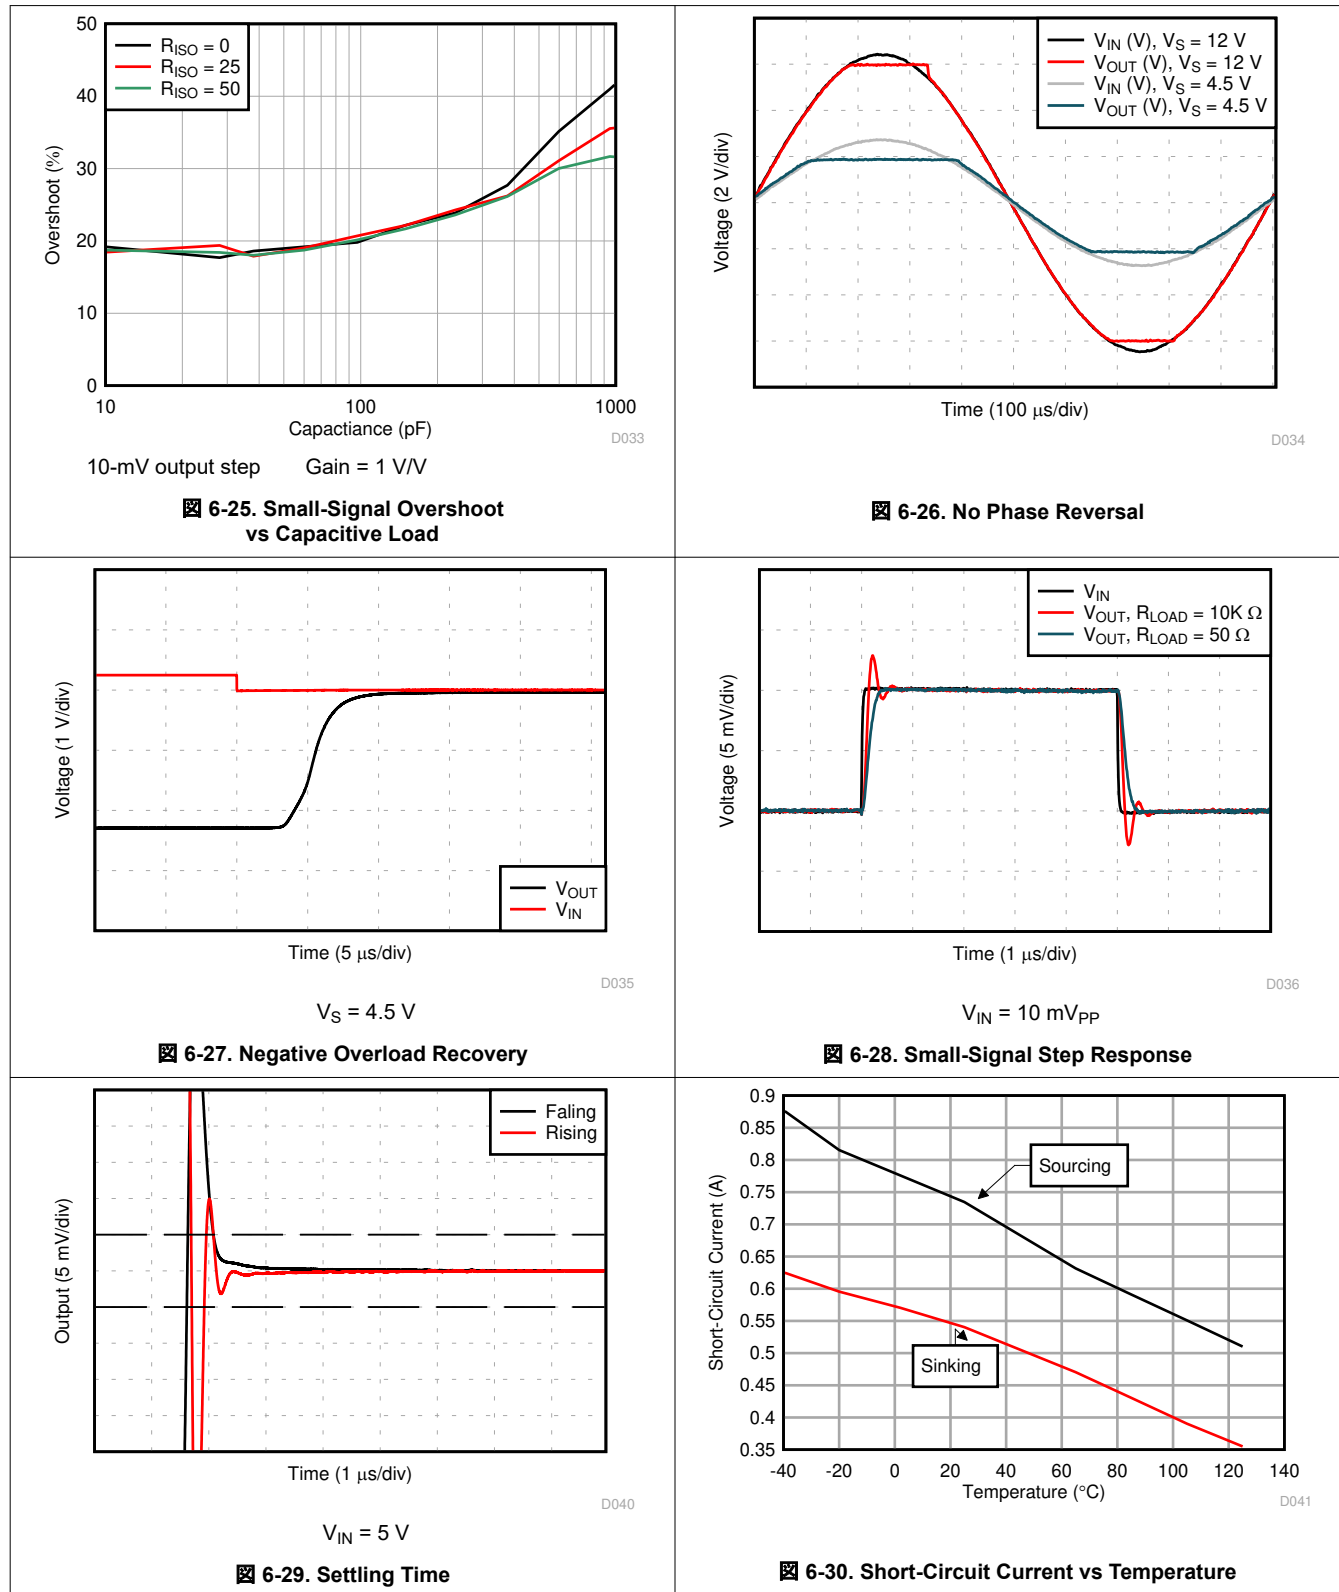 50
40
30
20
10
0
Overshoot (%)
R_ISO = 0
R_ISO = 25
R_ISO = 50
10
100
1000
Capactiance (pF)
D033
10-mV output step Gain = 1 V/V
図 6-25. Small-Signal Overshoot
vs Capacitive Load
Voltage (2 V/div)
V_IN (V), V_S = 12 V
V_OUT (V), V_S = 12 V
V_IN (V), V_S = 4.5 V
V_OUT (V), V_S = 4.5 V
Time (100 μs/div)
D034
図 6-26. No Phase Reversal
Voltage (1 V/div)
V_OUT
V_IN
Time (5 μs/div)
D035
V_S = 4.5 V
図 6-27. Negative Overload Recovery
Voltage (5 mV/div)
V_IN
V_OUT, R_LOAD = 10K Ω
V_OUT, R_LOAD = 50 Ω
Time (1 μs/div)
D036
V_IN = 10 mV_PP
図 6-28. Small-Signal Step Response
Output (5 mV/div)
Faling
Rising
Time (1 μs/div)
D040
V_IN = 5 V
図 6-29. Settling Time
Short-Circuit Current (A)
0.9
0.85
0.8
0.75
0.7
0.65
0.6
0.55
0.5
0.45
0.4
0.35
Sourcing
Sinking
-40
-20
0
20
40
60
80
100
120
140
Temperature (°C)
D041
図 6-30. Short-Circuit Current vs Temperature